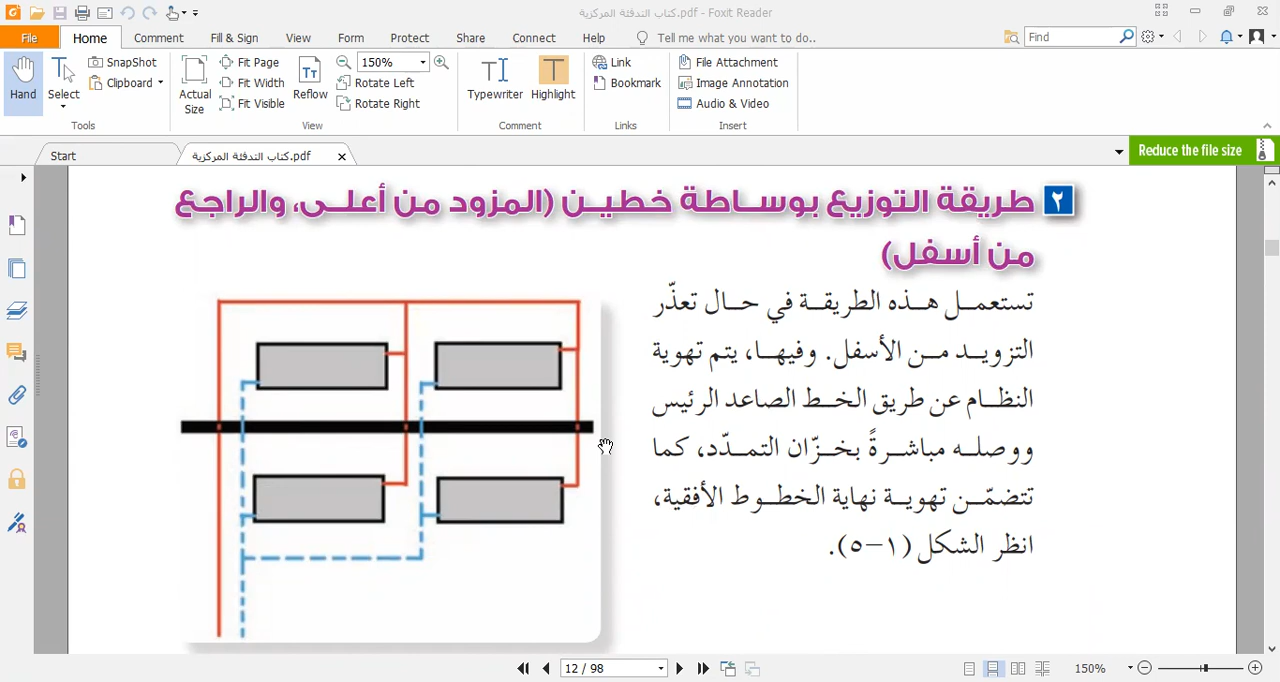 كتاب التدفئة المركزية.pdf - Foxit Reader
File Home Comment Fill & Sign View Form Protect Share Connect Help Tell me what you want to do.. Find
Hand
Select
SnapShot
Clipboard
Tools
Actual Size
Fit Page
Fit Width
Fit Visible
Reflow
150%
Rotate Left
Rotate Right
View
Typewriter
Highlight
Comment
Link
Bookmark
Links
File Attachment
Image Annotation
Audio & Video
Insert
Start
كتاب التدفئة المركزية.pdf
Reduce the file size
٢ طريقة التوزيع بوساطة خطين (المزود من أعلى، والراجع
من أسفل)
تستعمل هذه الطريقة في حال تعذّر
التزويد من الأسفل. وفيها، يتم تهوية
النظام عن طريق الخط الصاعد الرئيس
ووصله مباشرةً بخزّان التمدّد، كما
تتضمّن تهوية نهاية الخطوط الأفقية،
انظر الشكل (١-٥).
12 / 98
150%